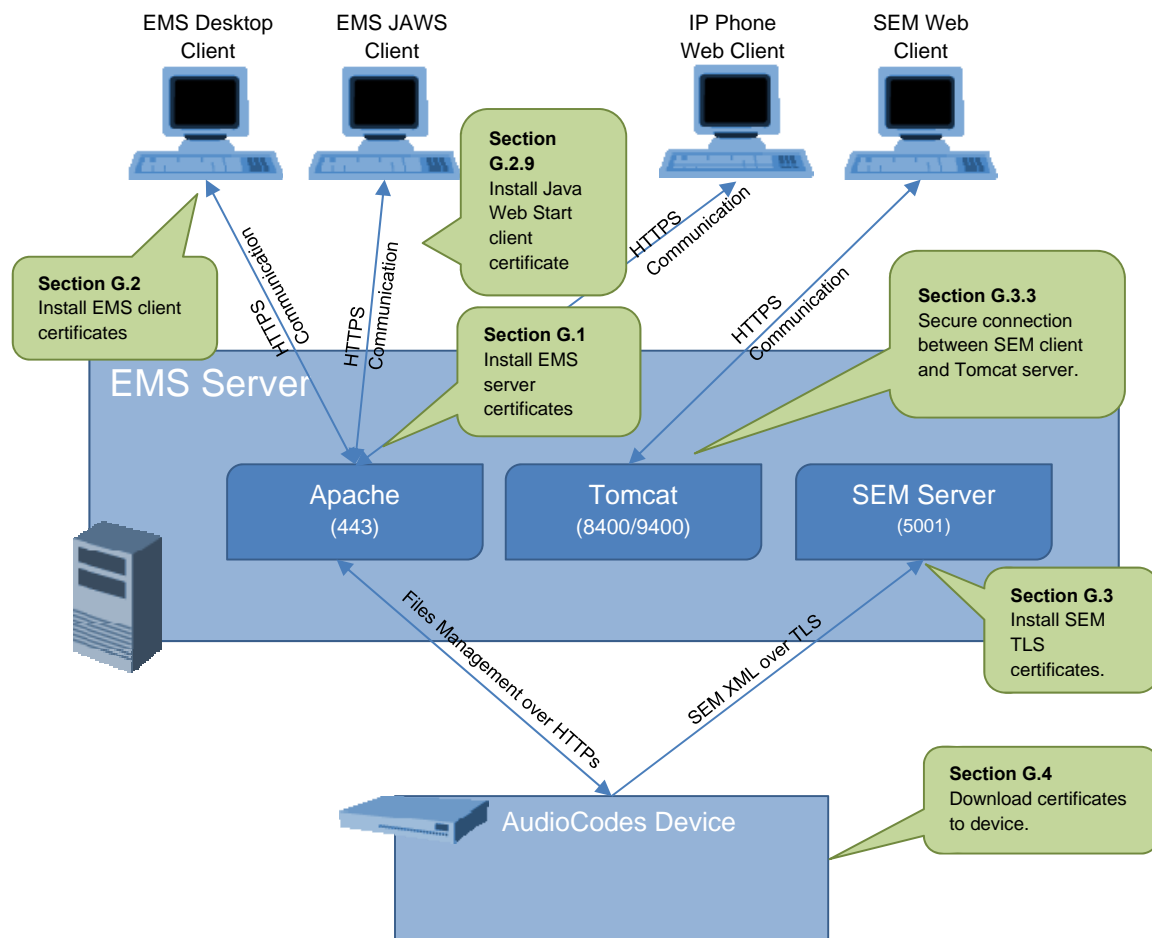 EMS Desktop
Client
EMS JAWS
Client
IP Phone
Web Client
SEM Web
Client
Section
G.2.9
Install Java
Web Start
client
certificate
HTTPS
Communication
HTTPS
Communication
HTTPS
Communication
HTTPS
Communication
Section G.2
Install EMS client
certificates
Section G.1
Install EMS
server
certificates
Section G.3.3
Secure connection
between SEM client
and Tomcat server.
EMS Server
Apache
(443)
Tomcat
(8400/9400)
SEM Server
(5001)
Section G.3
Install SEM
TLS
certificates.
Files Management over HTTPs
SEM XML over TLS
Section G.4
Download certificates
to device.
AudioCodes Device